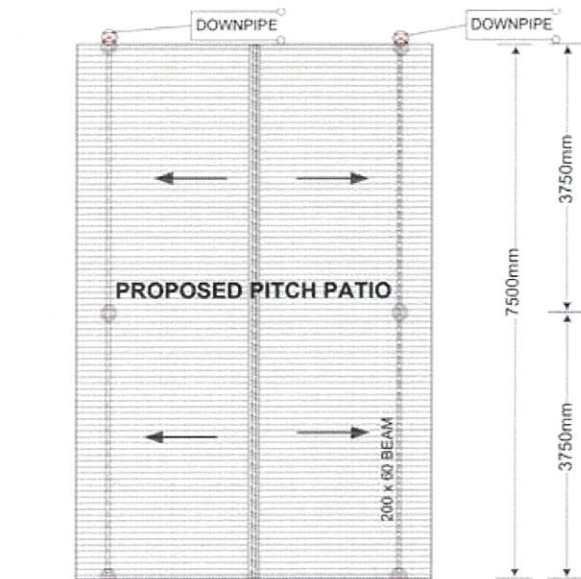 DOWNPIPE
DOWNPIPE
3750mm
7500mm
PROPOSED PITCH PATIO
3750mm
200 x 60 BEAM